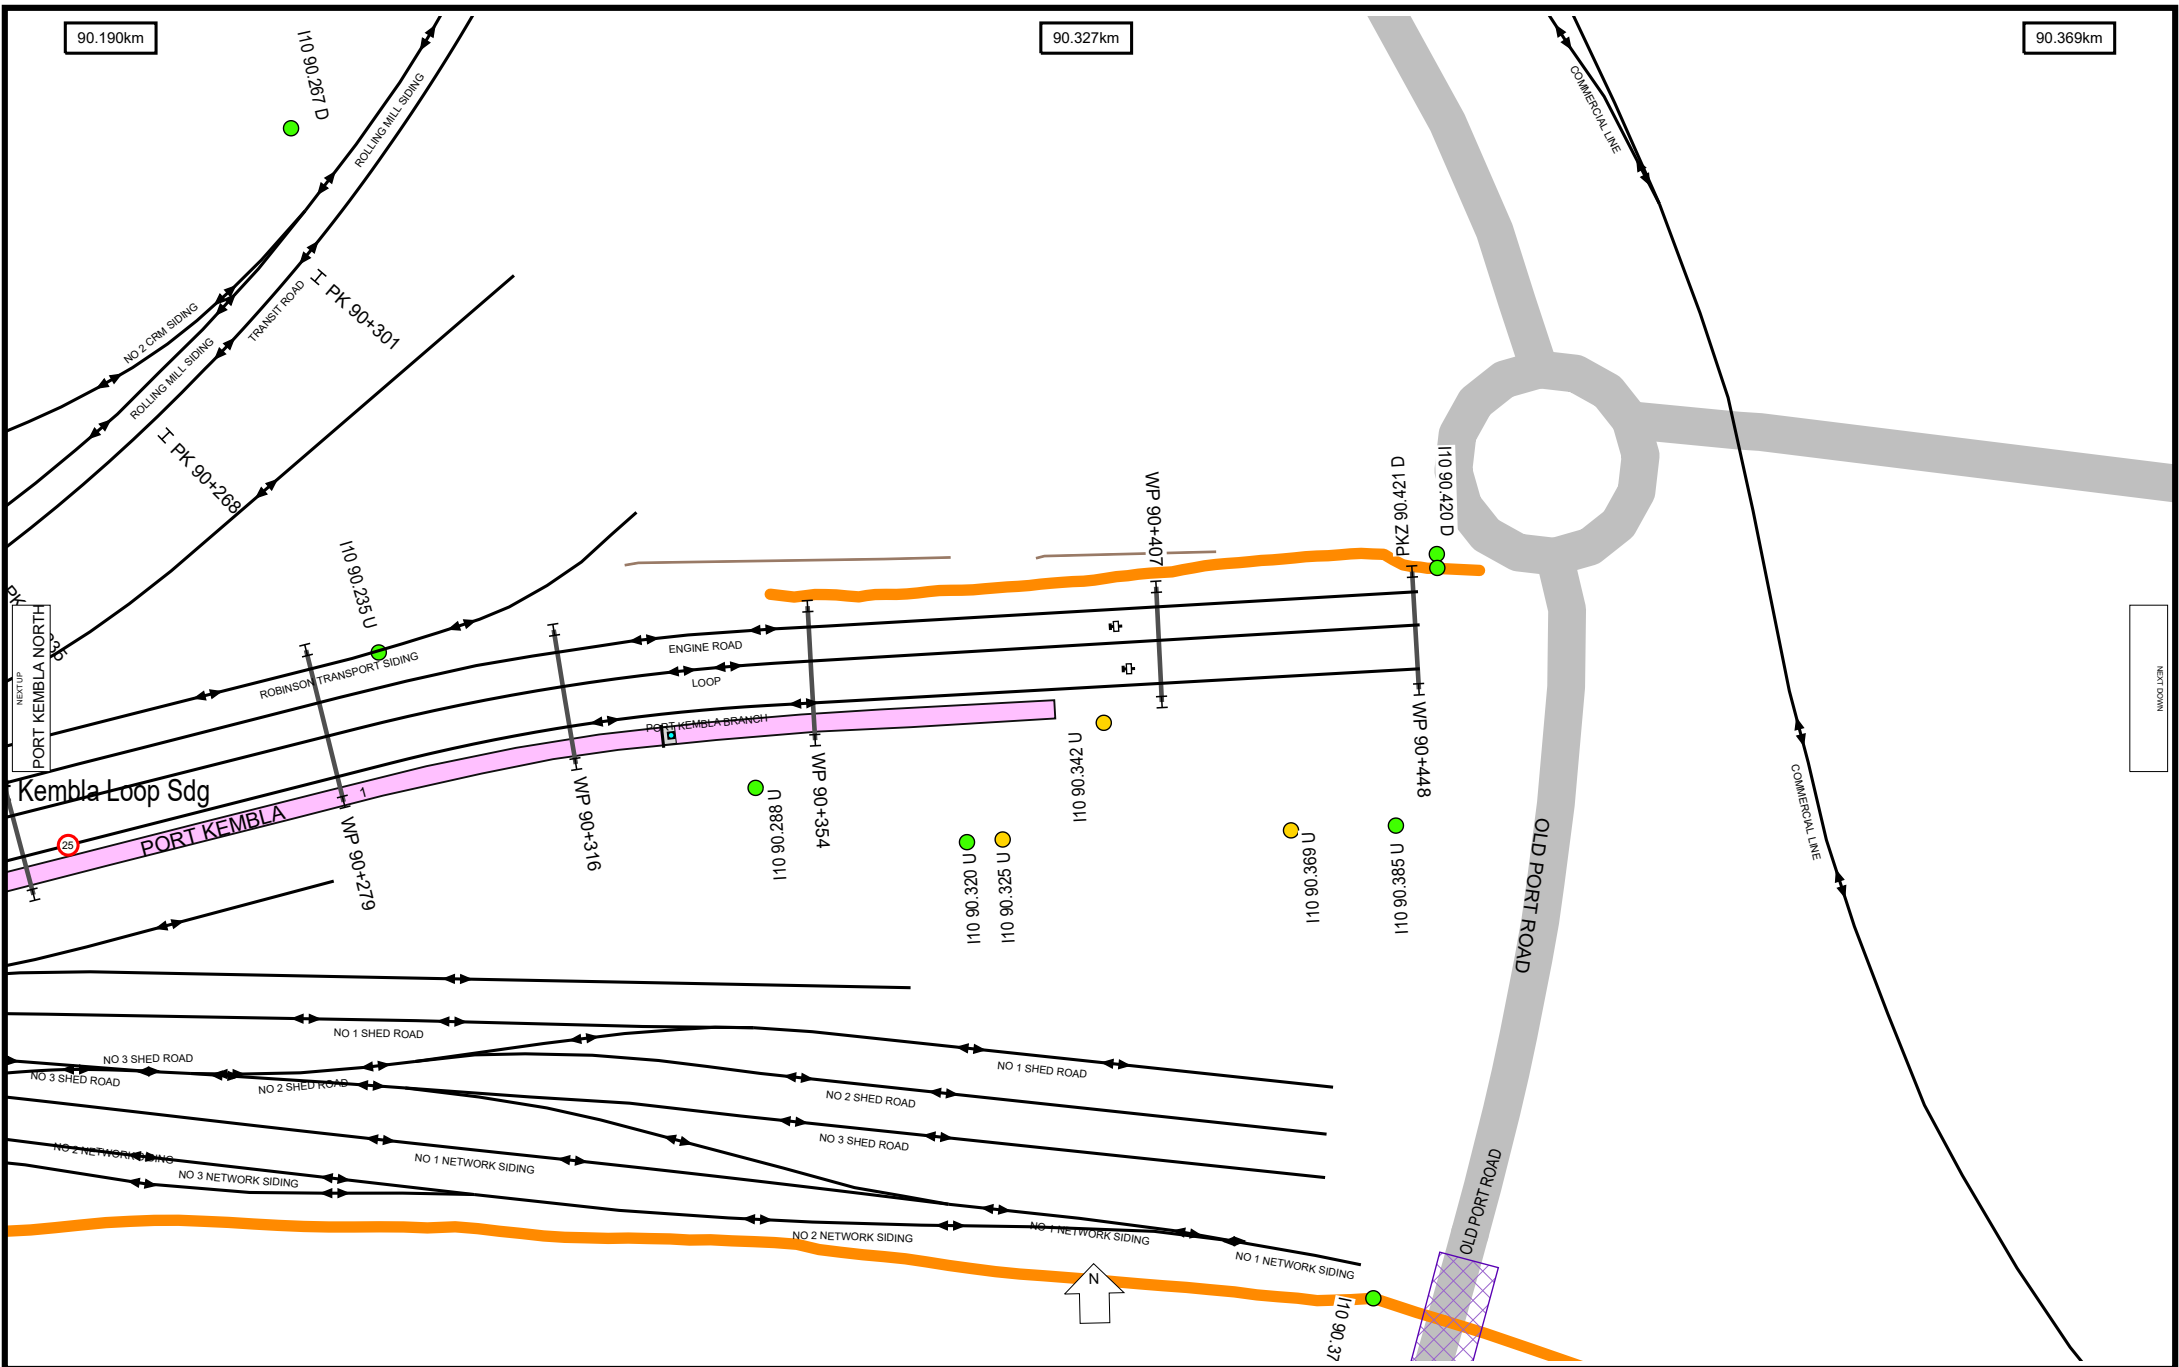 90.190km
90.327km
90.369km
I10 90.267 D
ROLLING MILL SIDING
COMMERCIAL LINE
NO 2 CRM SIDING
TRANSIT ROAD
PK 90+301
ROLLING MILL SIDING
PK 90+268
I10 90.235 U
WP 90+407
PKZ 90.421 D
I10 90.420 D
NEXT UP
PORT KEMBLA NORTH
ROBINSON TRANSPORT SIDING
ENGINE ROAD
LOOP
PORT KEMBLA BRANCH
NEXT DOWN
Kembla Loop Sdg
25
PORT KEMBLA
1
WP 90+279
WP 90+316
I10 90.288 U
WP 90+354
I10 90.342 U
WP 90+448
I10 90.320 U
I10 90.325 U
I10 90.369 U
I10 90.385 U
OLD PORT ROAD
COMMERCIAL LINE
NO 1 SHED ROAD
NO 3 SHED ROAD
NO 3 SHED ROAD
NO 2 SHED ROAD
NO 1 SHED ROAD
NO 2 SHED ROAD
NO 3 SHED ROAD
NO 2 NETWORK SIDING
NO 1 NETWORK SIDING
NO 3 NETWORK SIDING
NO 2 NETWORK SIDING
NO 1 NETWORK SIDING
NO 1 NETWORK SIDING
OLD PORT ROAD
N
I10 90.37